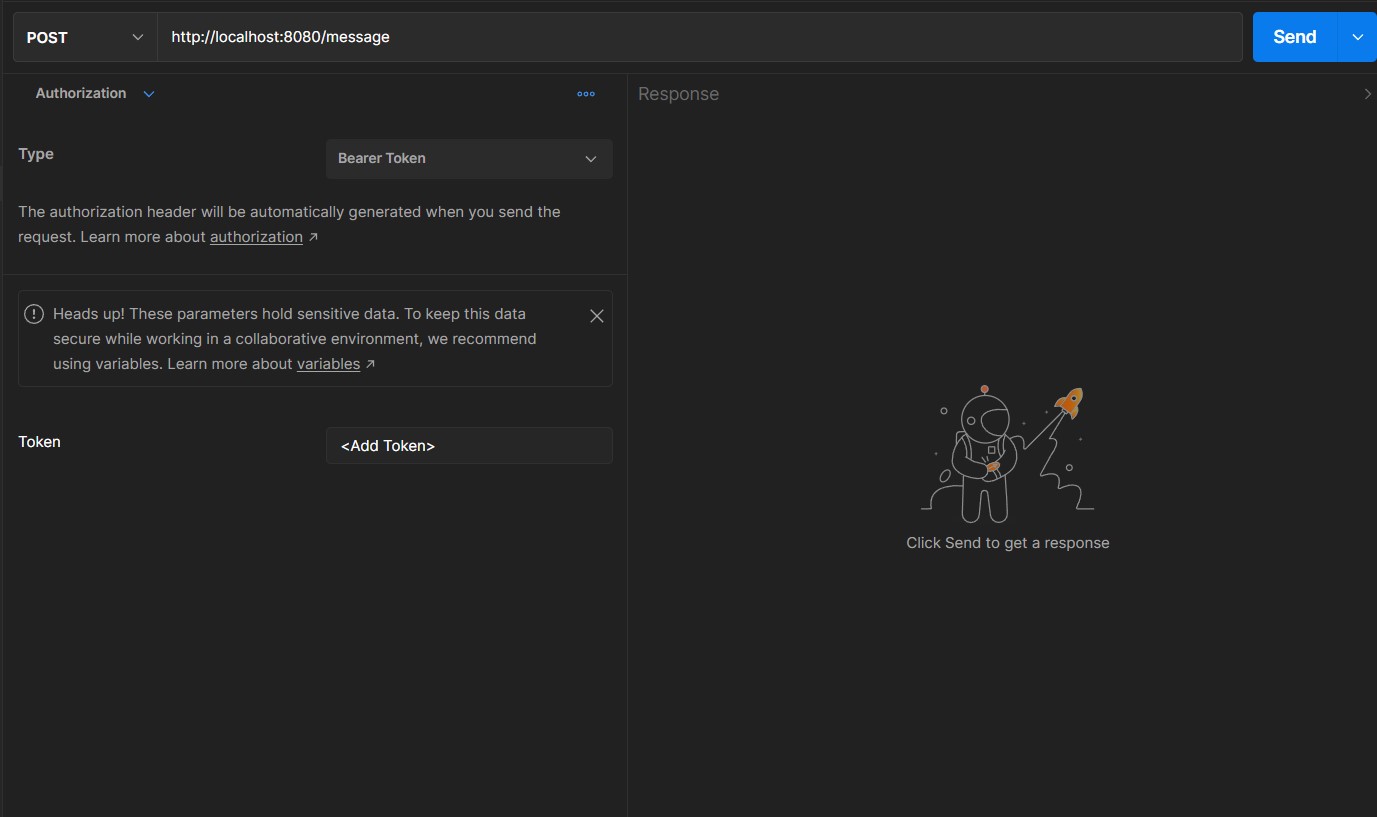 POST
http://localhost:8080/message
Send
Authorization
Response
Type
Bearer Token
The authorization header will be automatically generated when you send the
request. Learn more about authorization ↗
Heads up! These parameters hold sensitive data. To keep this data
secure while working in a collaborative environment, we recommend
using variables. Learn more about variables ↗
Token
<Add Token>
Click Send to get a response